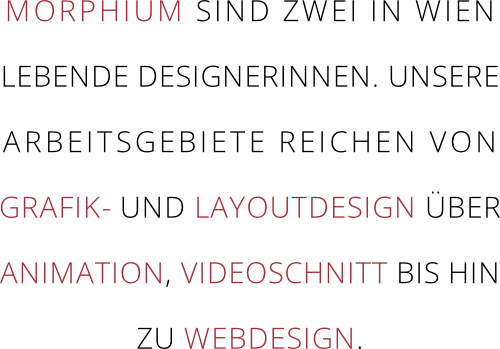 MORPHIUM SIND ZWEI IN WIEN
LEBENDE DESIGNERINNEN. UNSERE
ARBEITSGEBIETE REICHEN VON
GRAFIK- UND LAYOUTDESIGN ÜBER
ANIMATION, VIDEOSCHNITT BIS HIN
ZU WEBDESIGN.